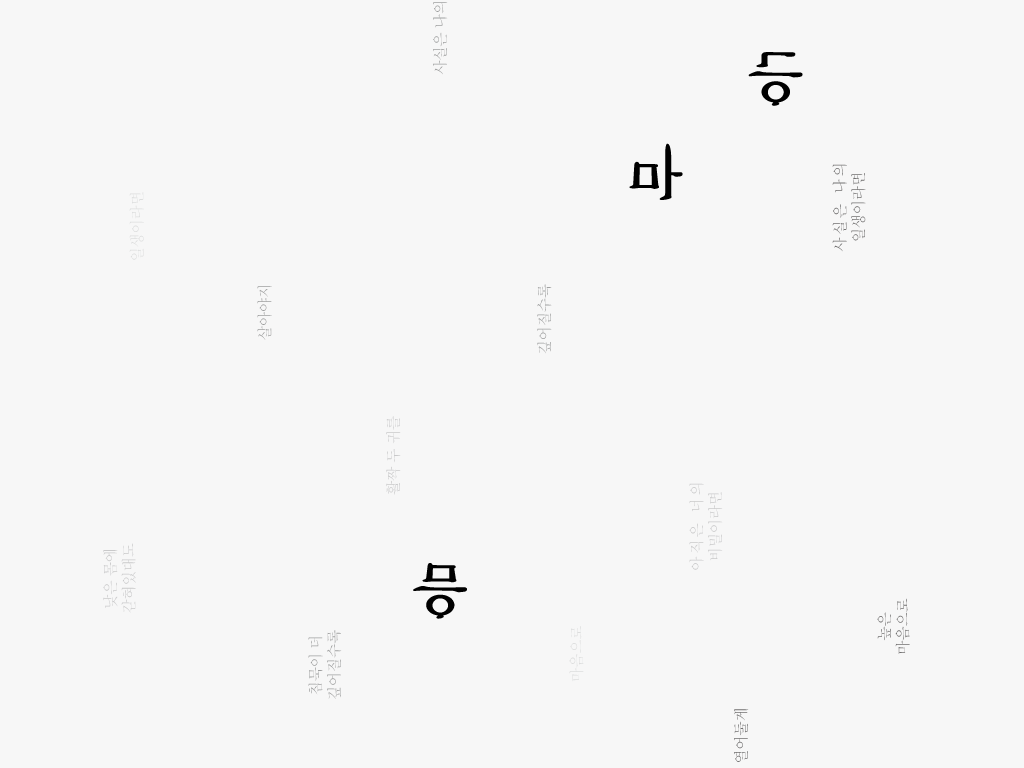 사실은 나의
은
마
사실은 나의
일생이라면
일생이라면
살아야지
깊어질수록
활짝 두 귀를
아직은 너의
비밀이라면
낮은 몸에
갇혀있대도
음
높은
마음으로
침묵이 더
깊어질수록
마음으로
열어둘게